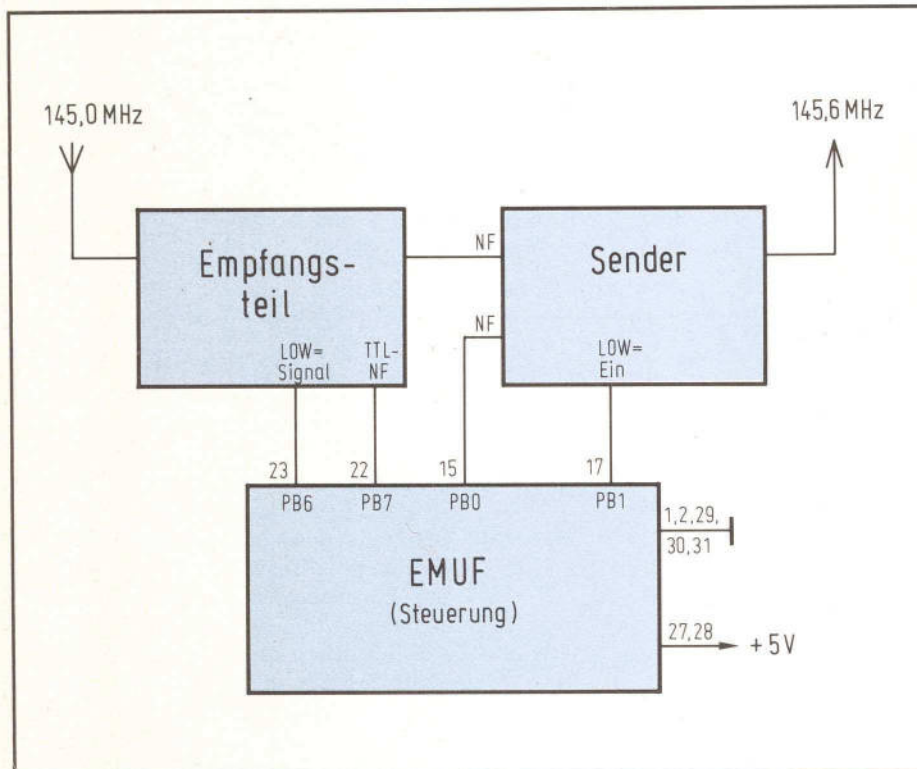 145,0 MHz
145,6 MHz
Empfangs-
teil
LOW=
Signal
TTL-
NF
NF
NF
Sender
LOW=
Ein
23
22
15
17
PB6
PB7
PB0
PB1
EMUF
(Steuerung)
1,2,29,
30,31
27,28
+5V